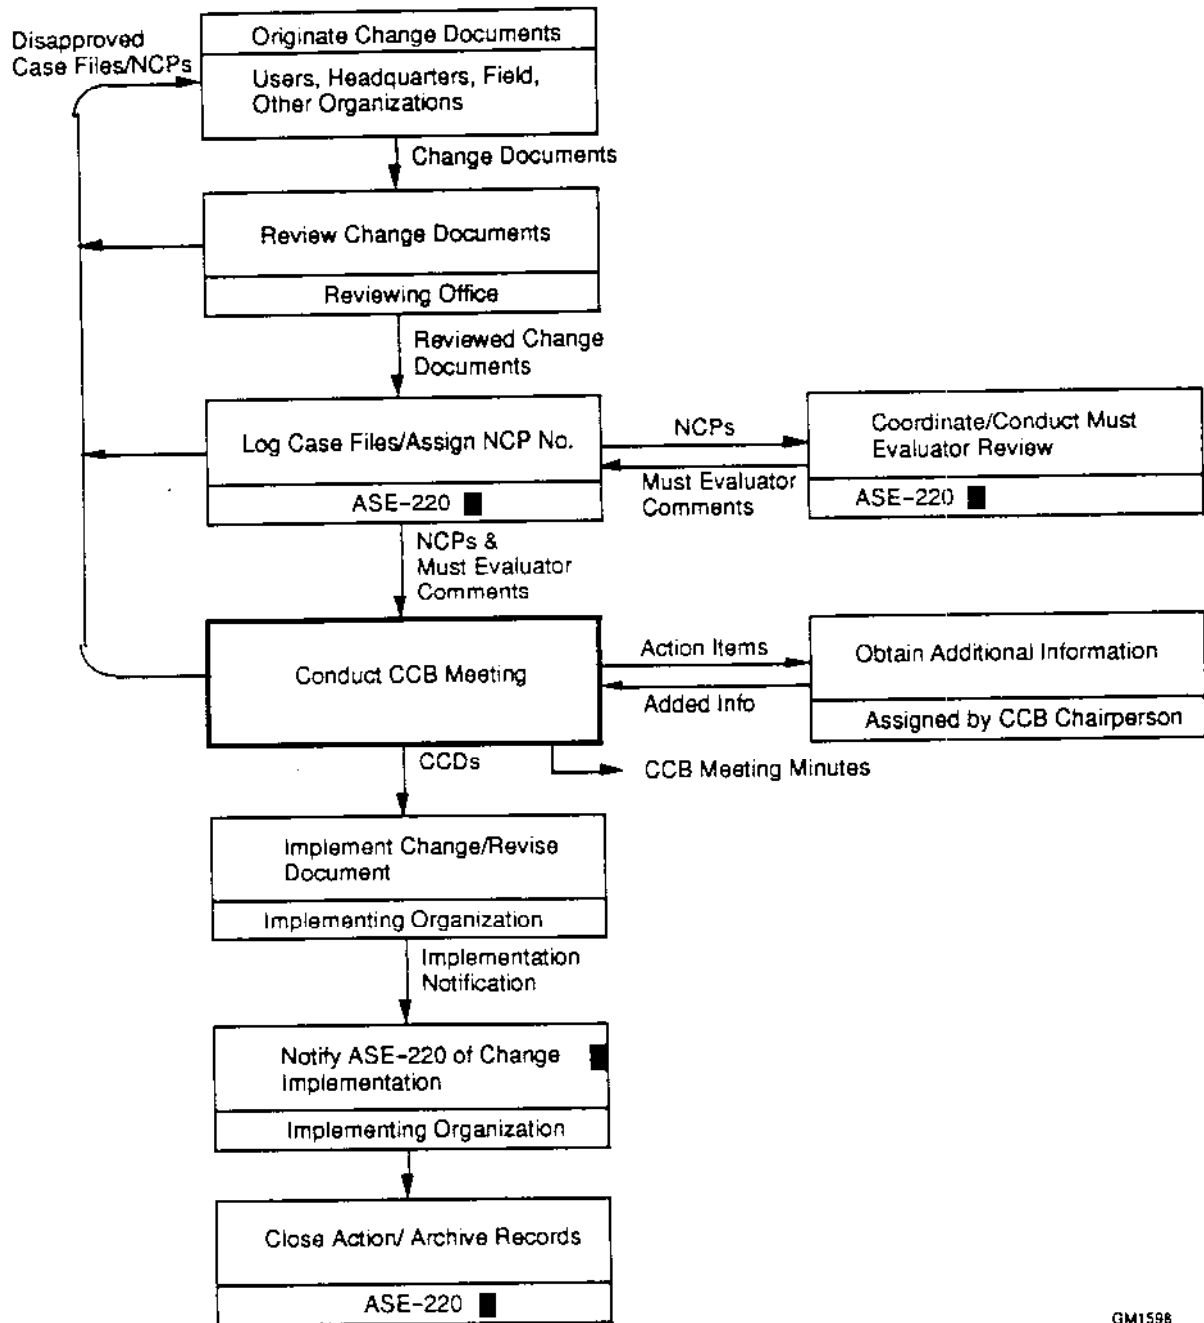 Disapproved
Case Files/NCPs
Originate Change Documents
Users, Headquarters, Field,
Other Organizations
Change Documents
Review Change Documents
Reviewing Office
Reviewed Change
Documents
Log Case Files/Assign NCP No.
ASE-220
NCPs
Must Evaluator
Comments
Coordinate/Conduct Must
Evaluator Review
ASE-220
NCPs &
Must Evaluator
Comments
Conduct CCB Meeting
Action Items
Added Info
Obtain Additional Information
Assigned by CCB Chairperson
CCDs
CCB Meeting Minutes
Implement Change/Revise
Document
Implementing Organization
Implementation
Notification
Notify ASE-220 of Change
Implementation
Implementing Organization
Close Action/ Archive Records
ASE-220
GM1598